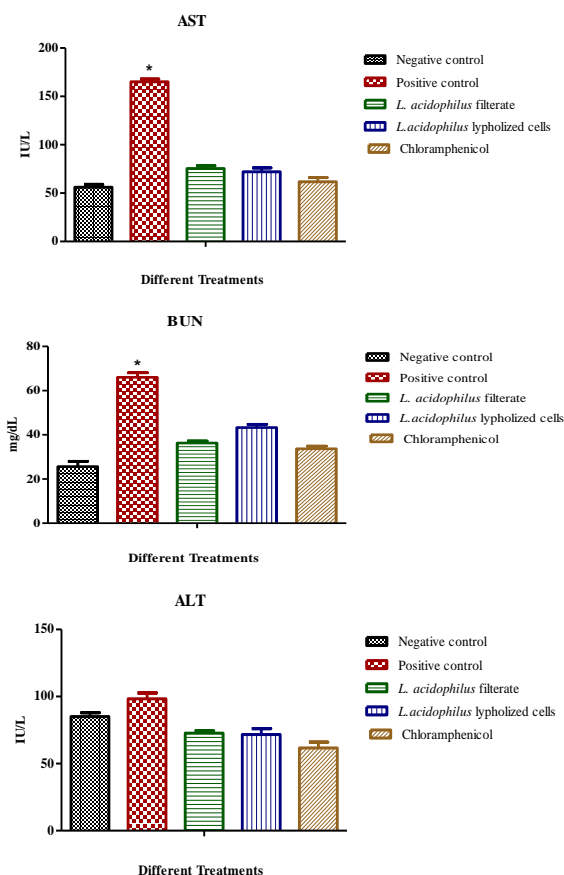 AST
200
150
100
50
0
IU/L
*
Negative control
Positive control
L. acidophilus filterate
L.acidophilus lypholized cells
Chloramphenicol
Different Treatments
BUN
80
60
40
20
0
mg/dL
*
Negative control
Positive control
L. acidophilus filterate
L.acidophilus lypholized cells
Chloramphenicol
Different Treatments
ALT
150
100
50
0
IU/L
Negative control
Positive control
L. acidophilus filterate
L.acidophilus lypholized cells
Chloramphenicol
Different Treatments